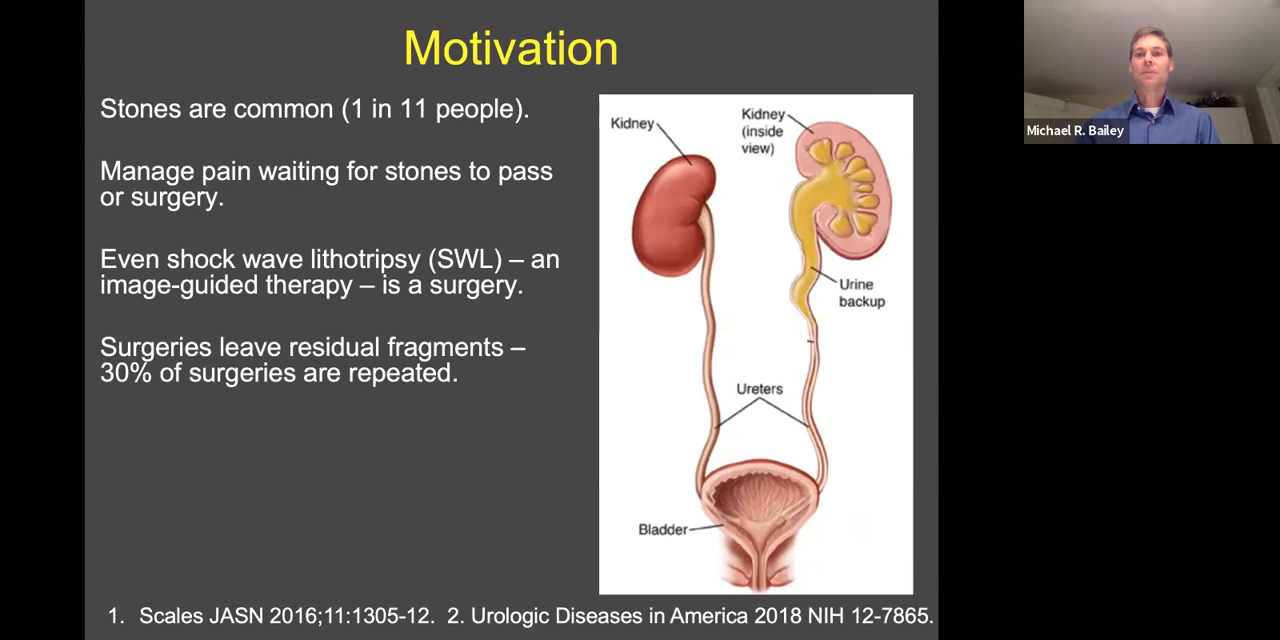 Motivation
Stones are common (1 in 11 people).
Manage pain waiting for stones to pass
or surgery.
Even shock wave lithotripsy (SWL) – an
image-guided therapy – is a surgery.
Surgeries leave residual fragments –
30% of surgeries are repeated.
Kidney
Kidney
(inside
view)
Urine
backup
Ureters
Bladder
1. Scales JASN 2016;11:1305-12. 2. Urologic Diseases in America 2018 NIH 12-7865.
Michael R. Bailey